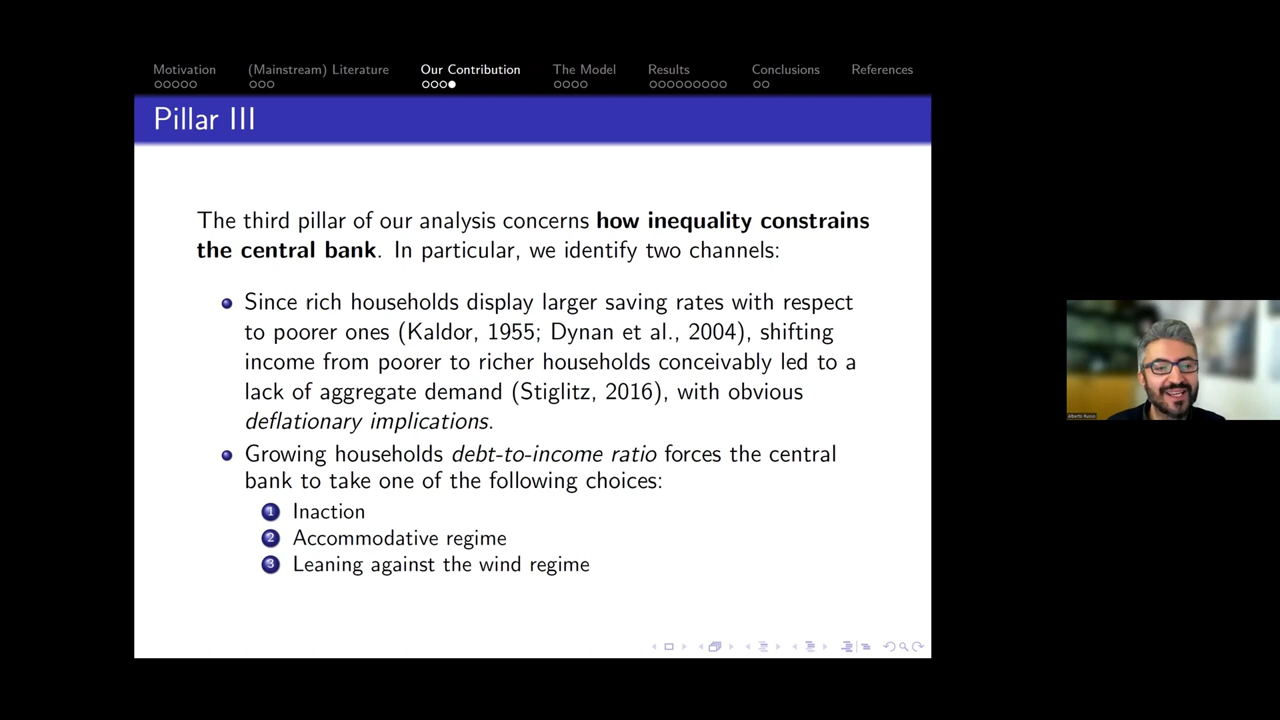 Motivation (Mainstream) Literature Our Contribution The Model Results Conclusions References
Pillar III
The third pillar of our analysis concerns how inequality constrains
the central bank. In particular, we identify two channels:
Since rich households display larger saving rates with respect
to poorer ones (Kaldor, 1955; Dynan et al., 2004), shifting
income from poorer to richer households conceivably led to a
lack of aggregate demand (Stiglitz, 2016), with obvious
deflationary implications.
Growing households debt-to-income ratio forces the central
bank to take one of the following choices:
1 Inaction
2 Accommodative regime
3 Leaning against the wind regime
Alberto Russo